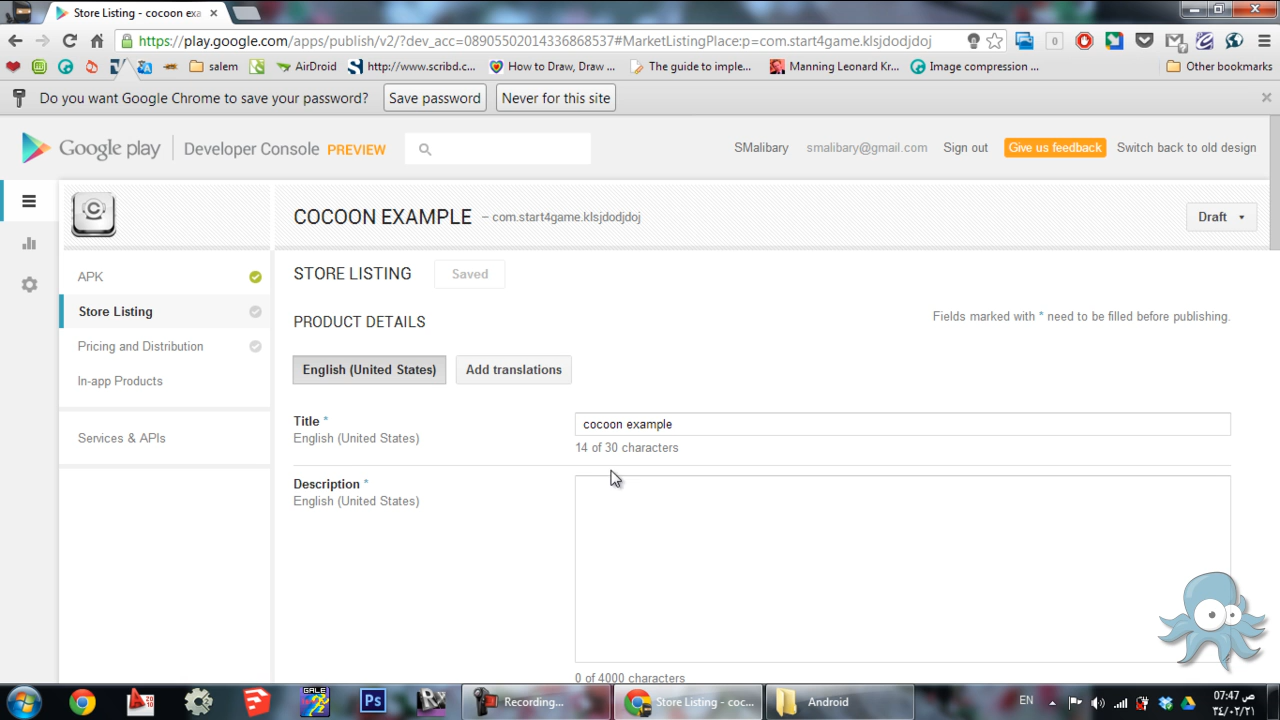 Store Listing - cocoon exa
https://play.google.com/apps/publish/v2/?dev_acc=08905502014336868537#MarketListingPlace:p=com.start4game.klsjdodjdoj
0
salem
AirDroid
http://www.scribd....
How to Draw, Draw ...
The guide to imple...
Manning Leonard Kr...
Image compression ...
Other bookmarks
Do you want Google Chrome to save your password?
Save password
Never for this site
Google play
Developer Console PREVIEW
SMalibary
smalibary@gmail.com
Sign out
Give us feedback
Switch back to old design
COCOON EXAMPLE – com.start4game.klsjdodjdoj
Draft
APK
Store Listing
Pricing and Distribution
In-app Products
Services & APIs
STORE LISTING
Saved
PRODUCT DETAILS
Fields marked with * need to be filled before publishing.
English (United States)
Add translations
Title *
English (United States)
cocoon example
14 of 30 characters
Description *
English (United States)
0 of 4000 characters
GALE
Ps
Recording...
Store Listing - coc...
Android
EN
07:47 ص